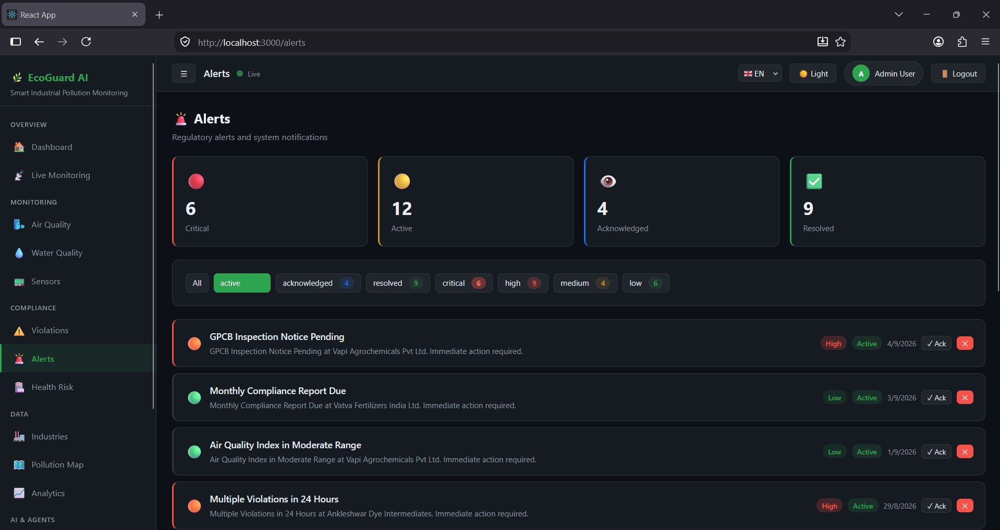 React App
http://localhost:3000/alerts
EcoGuard AI
Smart Industrial Pollution Monitoring
OVERVIEW
Dashboard
Live Monitoring
MONITORING
Air Quality
Water Quality
Sensors
COMPLIANCE
Violations
Alerts
Health Risk
DATA
Industries
Pollution Map
Analytics
AI & AGENTS
Alerts Live
EN
Light
A Admin User
Logout
Alerts
Regulatory alerts and system notifications
6
Critical
12
Active
4
Acknowledged
9
Resolved
All active acknowledged 4 resolved 9 critical 6 high 9 medium 4 low 6
GPCB Inspection Notice Pending
GPCB Inspection Notice Pending at Vapi Agrochemicals Pvt Ltd. Immediate action required.
High Active 4/9/2026 ✓ Ack ✕
Monthly Compliance Report Due
Monthly Compliance Report Due at Vatva Fertilizers India Ltd. Immediate action required.
Low Active 3/9/2026 ✓ Ack ✕
Air Quality Index in Moderate Range
Air Quality Index in Moderate Range at Vapi Agrochemicals Pvt Ltd. Immediate action required.
Low Active 1/9/2026 ✓ Ack ✕
Multiple Violations in 24 Hours
Multiple Violations in 24 Hours at Ankleshwar Dye Intermediates. Immediate action required.
High Active 29/8/2026 ✓ Ack ✕